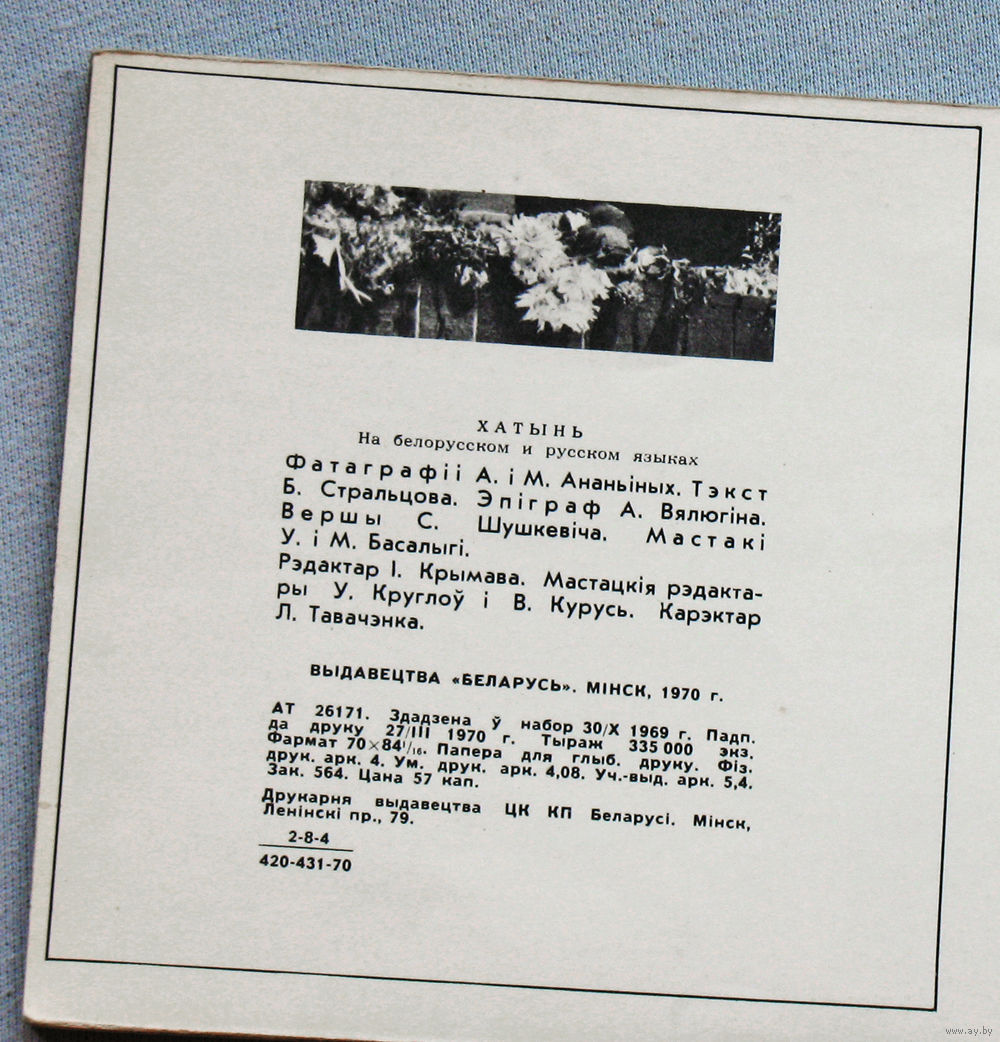 ХАТЫНЬ
На белорусском и русском языках
Фатаграфіі А. і М. Ананьіных. Тэкст
Б. Стральцова. Эпіграф А. Вялюгіна.
Вершы С. Шушкевіча. Мастакі
У. і М. Басалыгі.
Рэдактар І. Крымава. Мастацкія рэдакта-
ры У. Круглоў і В. Курусь. Карэктар
Л. Тавачэнка.
ВЫДАВЕЦТВА «БЕЛАРУСЬ». МІНСК, 1970 г.
АТ 26171. Здадзена ў набор 30/X 1969 г. Падп.
да друку 27/III 1970 г. Тыраж 335 000 экз.
Фармат 70×84¹/₁₆. Папера для глыб. друку. Фіз.
друк. арк. 4. Ум. друк. арк. 4,08. Уч.-выд. арк. 5,4.
Зак. 564. Цана 57 кап.
Друкарня выдавецтва ЦК КП Беларусі. Мінск,
Ленінскі пр., 79.
2-8-4
420-431-70
www.ay.by